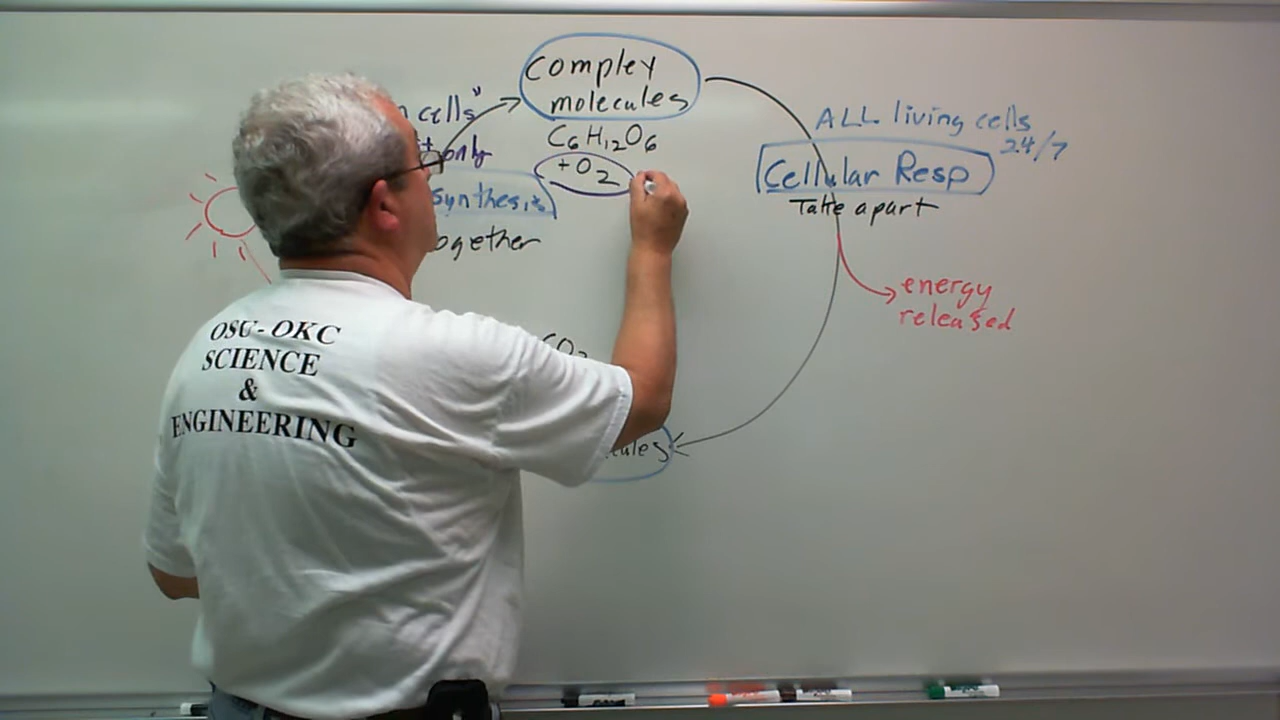 Complex
molecules
C6H12O6
+ O2
cells"
only
synthesis
ogether
ALL living cells
24/7
Cellular Resp
Take apart
energy
released
CO2
cules
OSU-OKC
SCIENCE
&
ENGINEERING